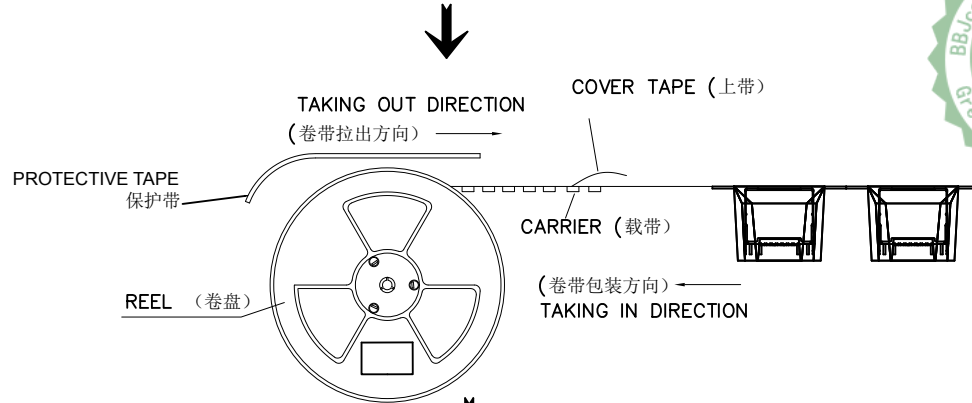 COVER TAPE (上带)
TAKING OUT DIRECTION
(卷带拉出方向)
PROTECTIVE TAPE
保护带
CARRIER (载带)
(卷带包装方向)
TAKING IN DIRECTION
REEL (卷盘)